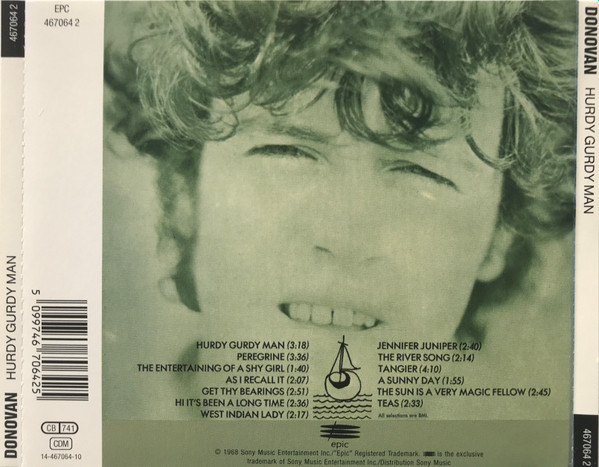 467064 2
EPC
467064 2
DONOVAN HURDY GURDY MAN
5 099746 706425
CB 741
CDM
14-467064-10
HURDY GURDY MAN (3:18)
PEREGRINE (3:36)
THE ENTERTAINING OF A SHY GIRL (1:40)
AS I RECALL IT (2:07)
GET THY BEARINGS (2:51)
HI IT'S BEEN A LONG TIME (2:36)
WEST INDIAN LADY (2:17)
JENNIFER JUNIPER (2:40)
THE RIVER SONG (2:14)
TANGIER (4:10)
A SUNNY DAY (1:55)
THE SUN IS A VERY MAGIC FELLOW (2:45)
TEAS (2:33)
All selections are BMI.
epic
© 1968 Sony Music Entertainment Inc./"Epic" Registered Trademark. is the exclusive
trademark of Sony Music Entertainment Inc./Distribution Sony Music
DONOVAN HURDY GURDY MAN
467064 2